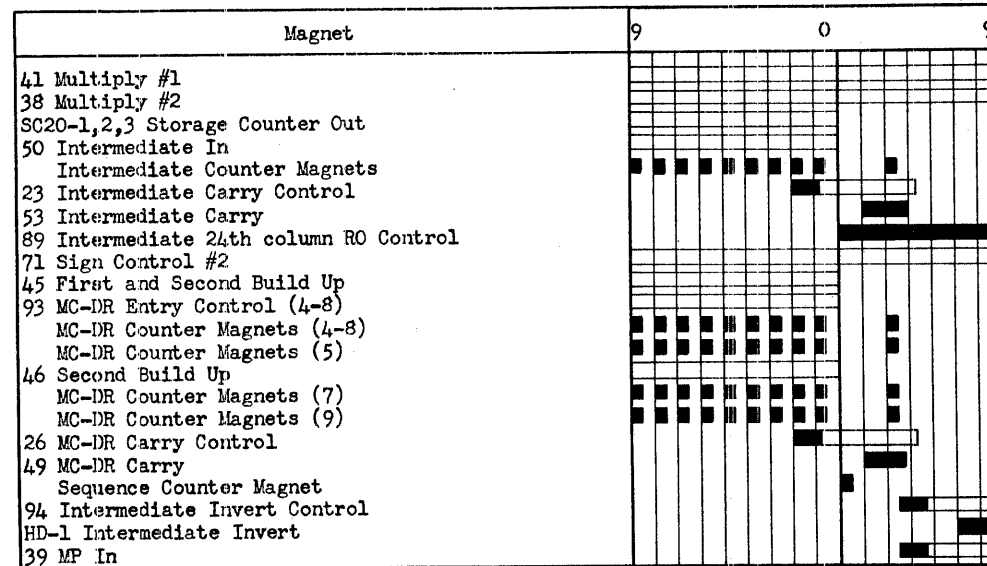 Magnet 9 0 9
41 Multiply #1
38 Multiply #2
SC20-1,2,3 Storage Counter Out
50 Intermediate In
Intermediate Counter Magnets
23 Intermediate Carry Control
53 Intermediate Carry
89 Intermediate 24th column RO Control
71 Sign Control #2
45 First and Second Build Up
93 MC-DR Entry Control (4-8)
MC-DR Counter Magnets (4-8)
MC-DR Counter Magnets (5)
46 Second Build Up
MC-DR Counter Magnets (7)
MC-DR Counter Magnets (9)
26 MC-DR Carry Control
49 MC-DR Carry
Sequence Counter Magnet
94 Intermediate Invert Control
HD-1 Intermediate Invert
39 MP In